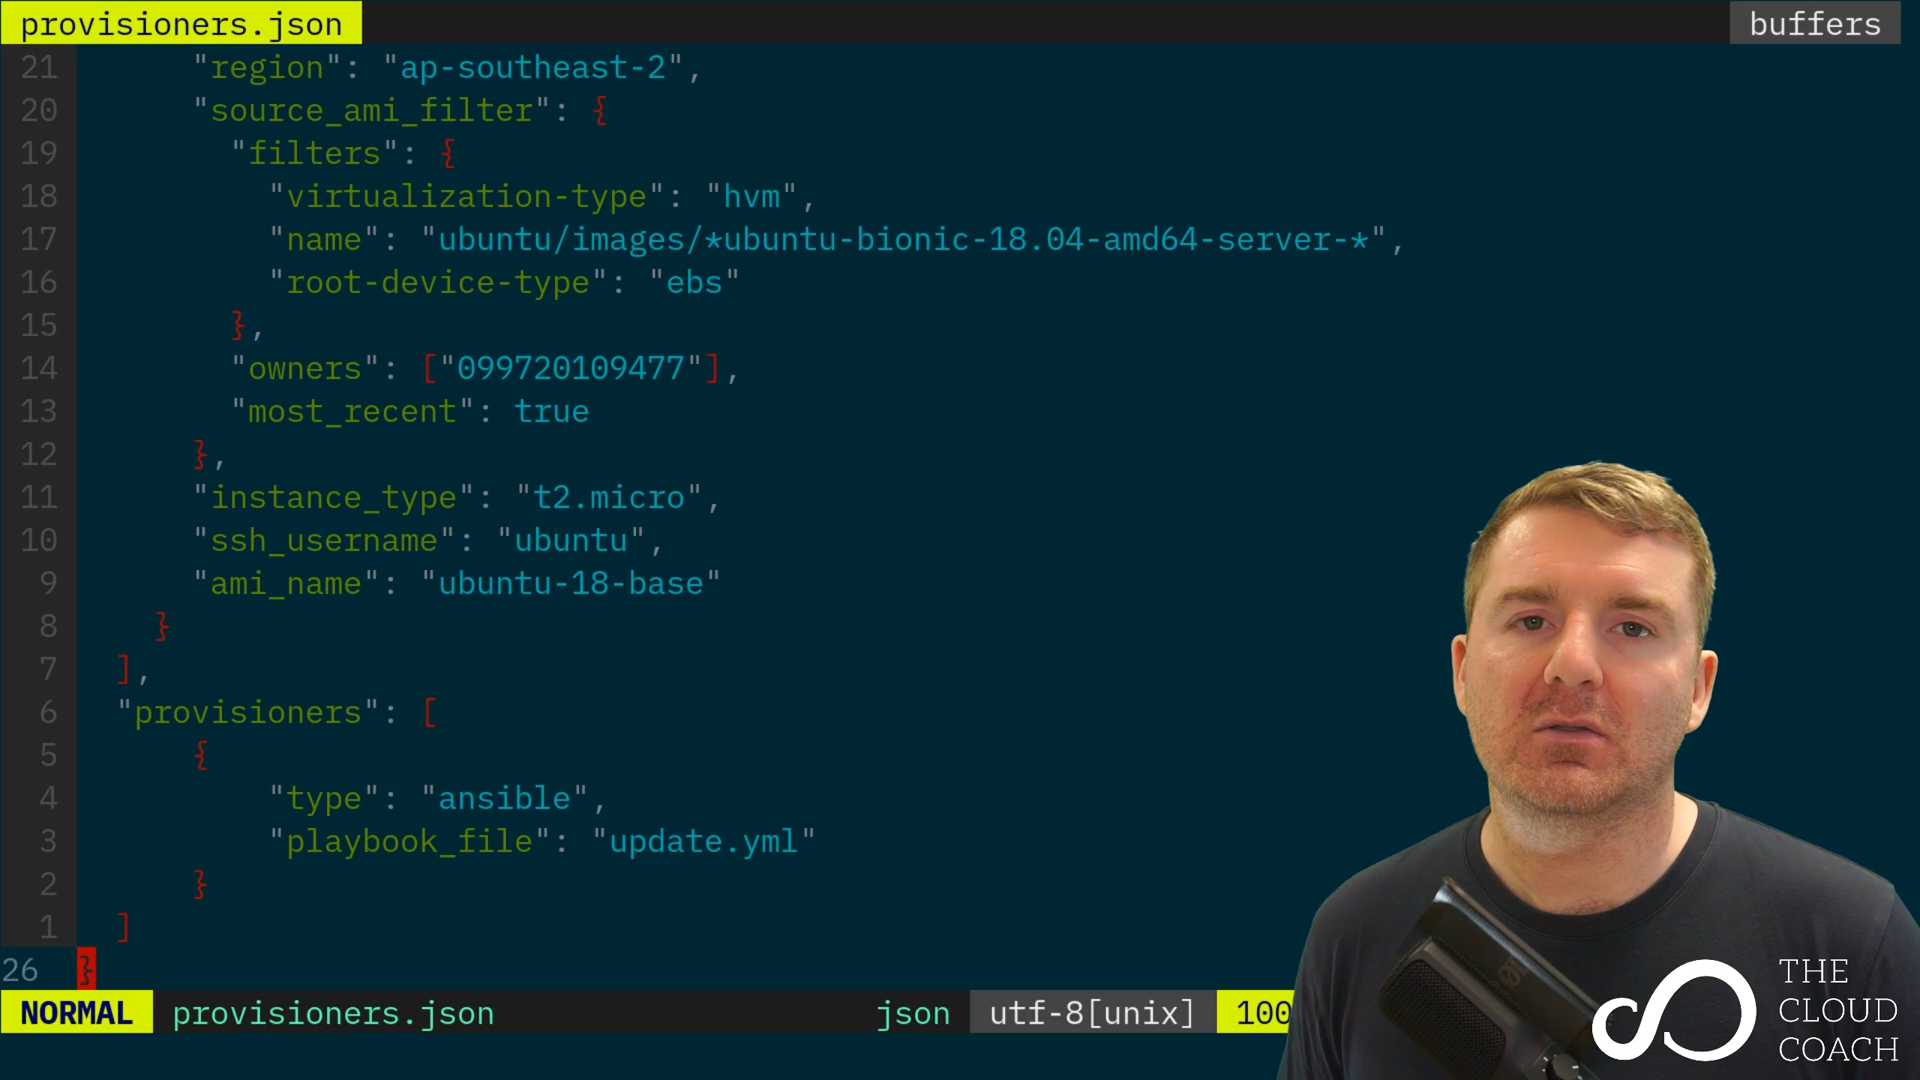 provisioners.json
buffers
21 "region": "ap-southeast-2",
20 "source_ami_filter": {
19 "filters": {
18 "virtualization-type": "hvm",
17 "name": "ubuntu/images/*ubuntu-bionic-18.04-amd64-server-*",
16 "root-device-type": "ebs"
15 },
14 "owners": ["099720109477"],
13 "most_recent": true
12 },
11 "instance_type": "t2.micro",
10 "ssh_username": "ubuntu",
9 "ami_name": "ubuntu-18-base"
8 }
7 ],
6 "provisioners": [
5 {
4 "type": "ansible",
3 "playbook_file": "update.yml"
2 }
1 ]
26 }
NORMAL provisioners.json json utf-8[unix] 100
THE
CLOUD
COACH